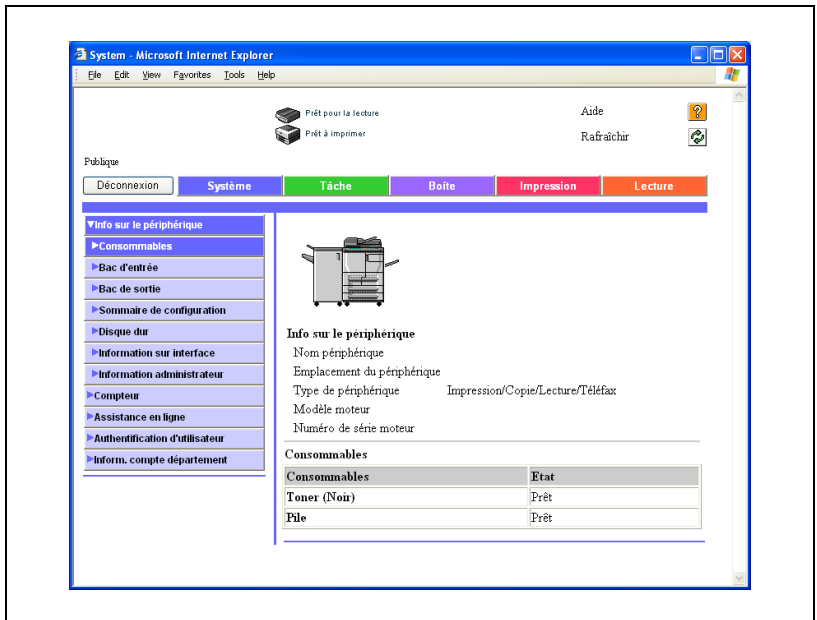 System - Microsoft Internet Explorer
File Edit View Favorites Tools Help
Prêt pour la lecture
Aide
?
Prêt à imprimer
Rafraîchir
Publique
Déconnexion Système Tâche Boîte Impression Lecture
Info sur le périphérique
Consommables
Bac d'entrée
Bac de sortie
Sommaire de configuration
Disque dur
Information sur interface
Information administrateur
Compteur
Assistance en ligne
Authentification d'utilisateur
Inform. compte département
Info sur le périphérique
Nom périphérique
Emplacement du périphérique
Type de périphérique Impression/Copie/Lecture/Téléfax
Modèle moteur
Numéro de série moteur
Consommables
Consommables Etat
Toner (Noir) Prêt
Pile Prêt